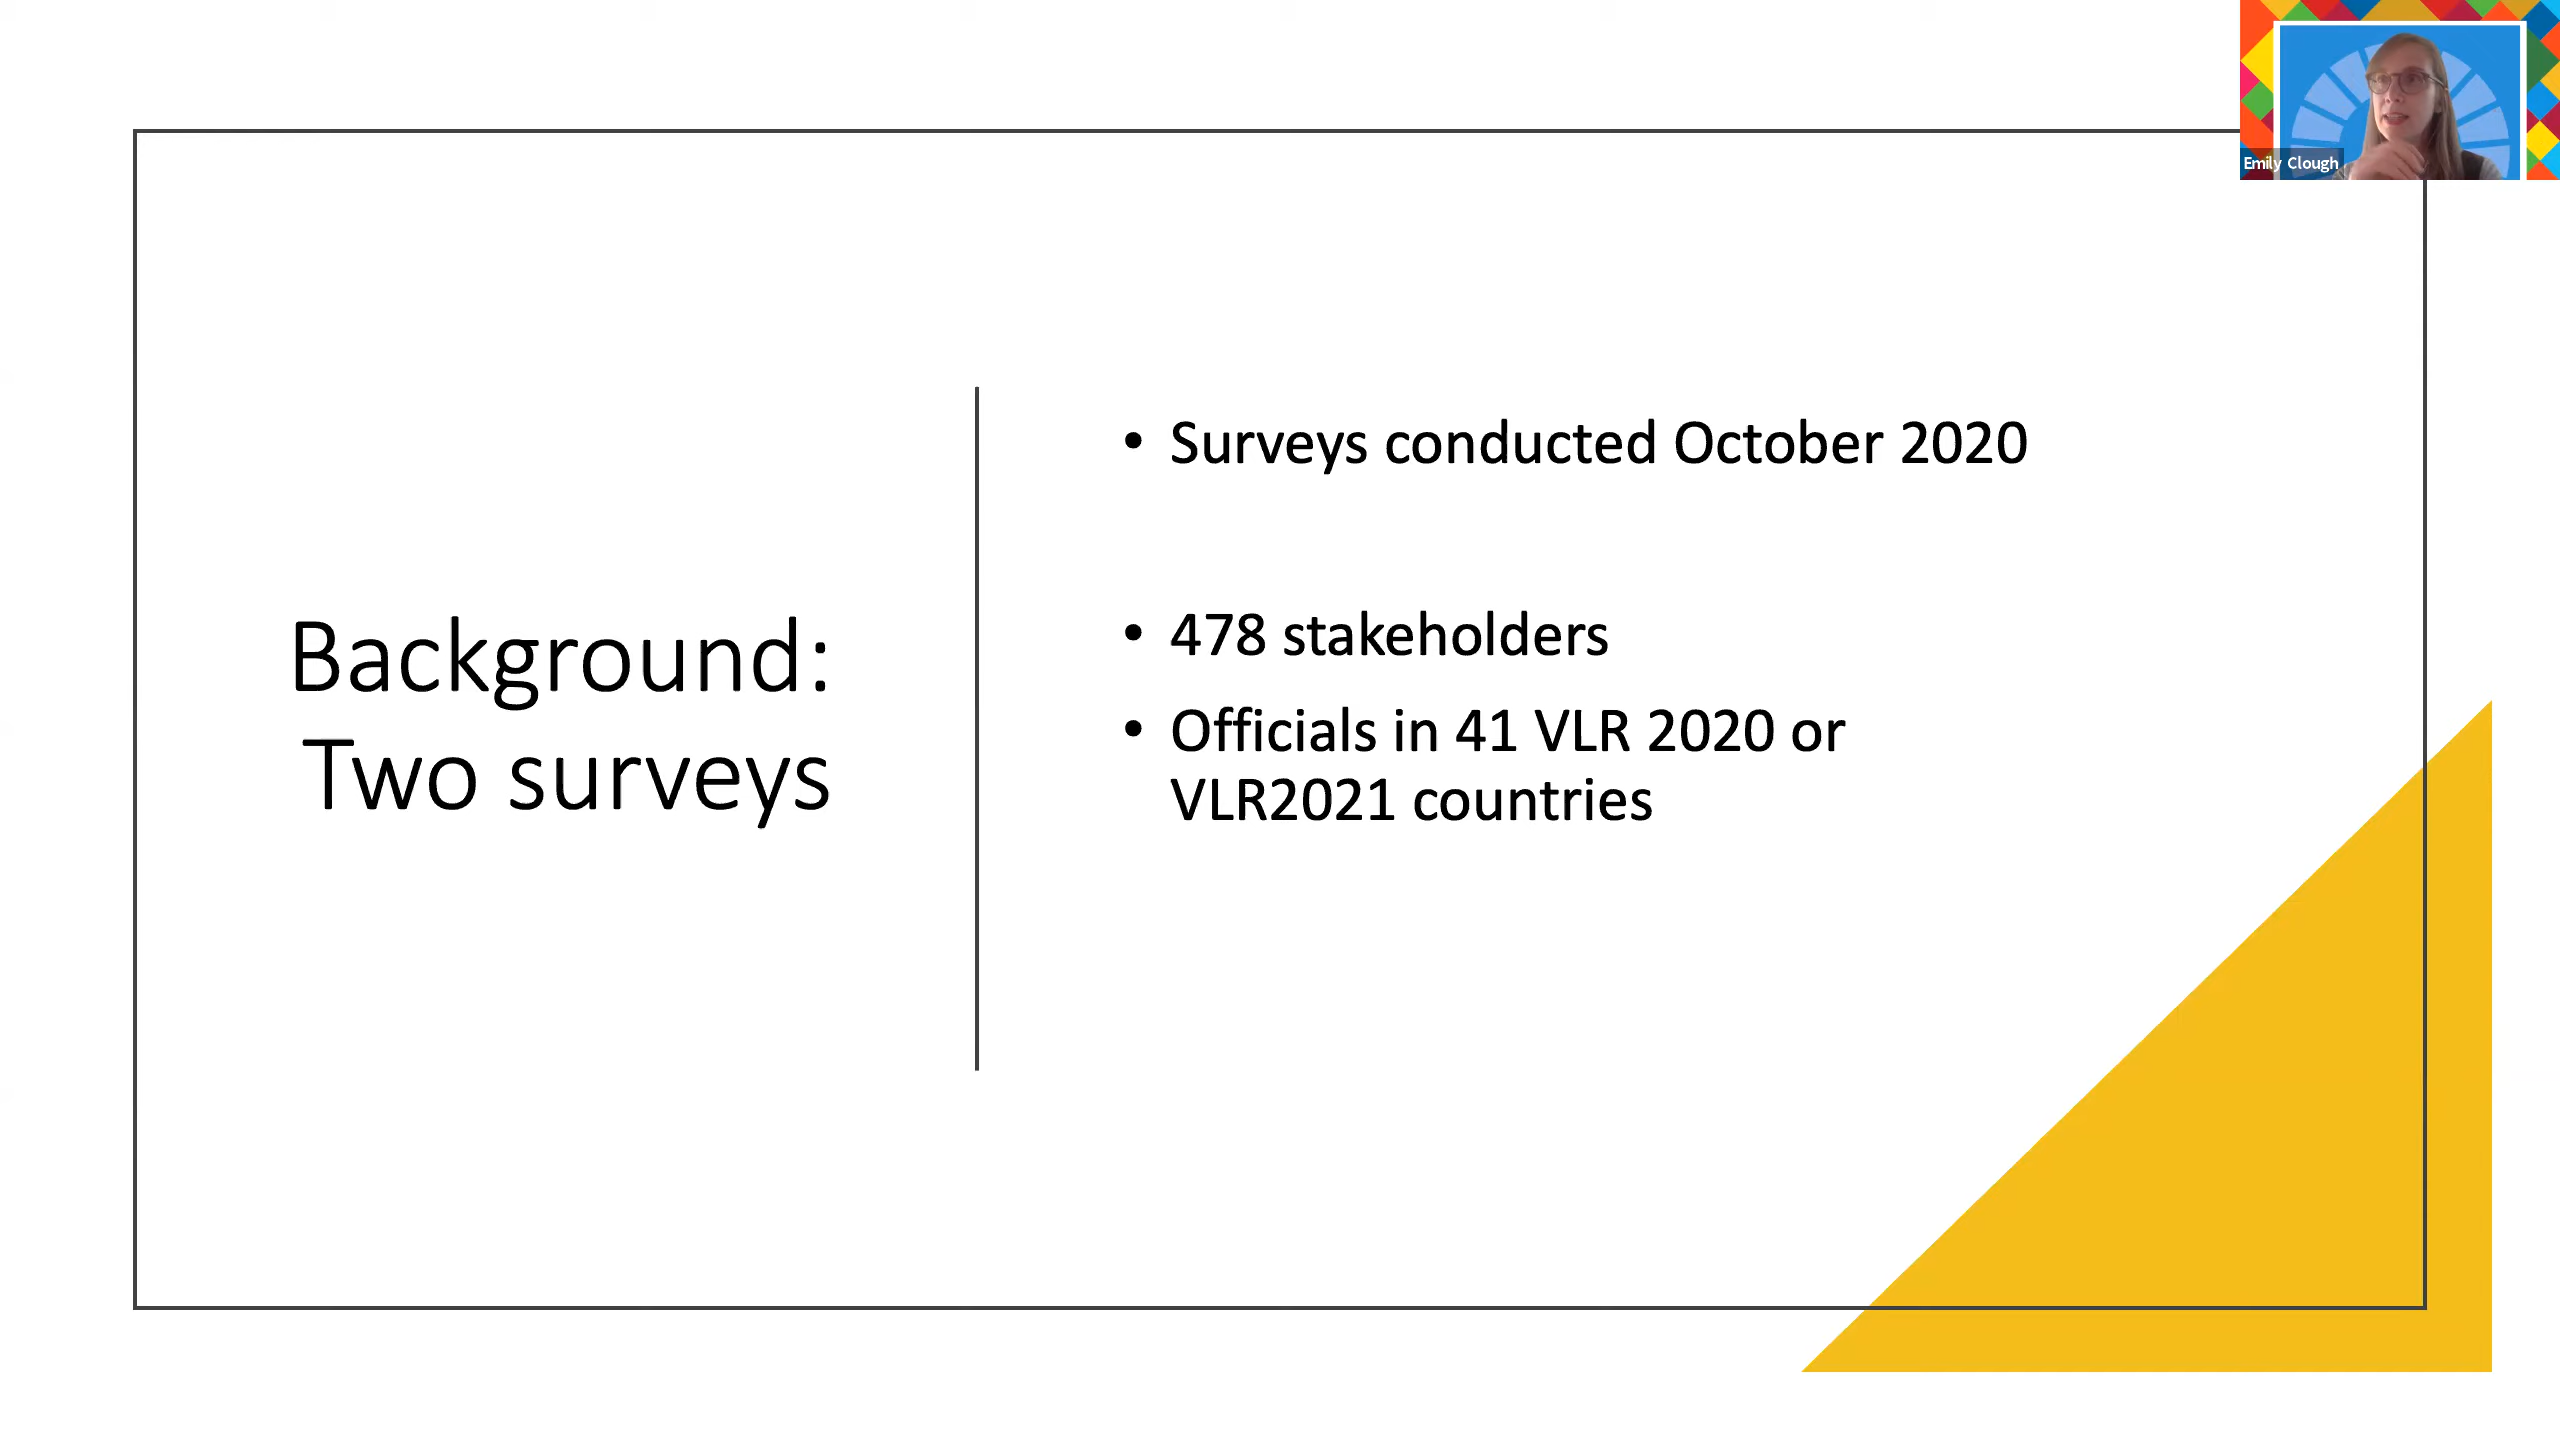 Emily Clough
Background:
Two surveys
• Surveys conducted October 2020
• 478 stakeholders
• Officials in 41 VLR 2020 or
VLR2021 countries